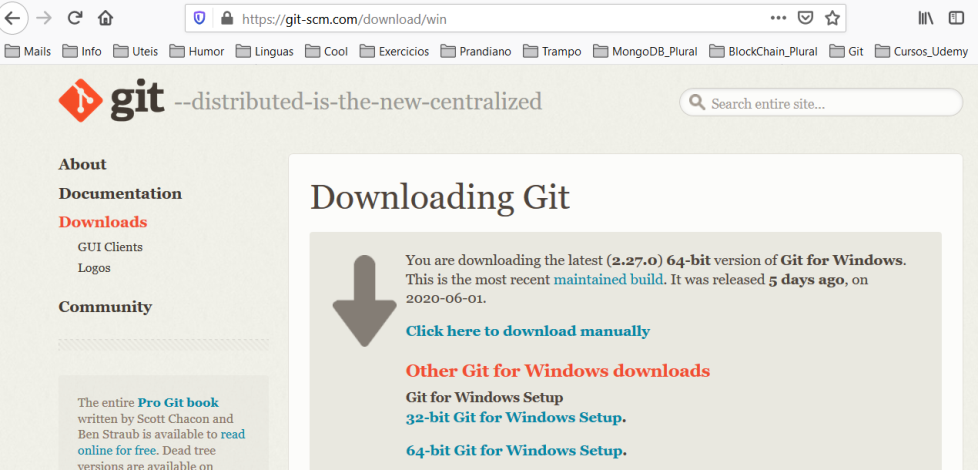 https://git-scm.com/download/win
Mails Info Uteis Humor Linguas Cool Exercicios Prandiano Trampo MongoDB_Plural BlockChain_Plural Git Cursos_Udemy
git --distributed-is-the-new-centralized
Search entire site...
About
Documentation
Downloads
GUI Clients
Logos
Community
The entire Pro Git book
written by Scott Chacon and
Ben Straub is available to read
online for free. Dead tree
versions are available on
Downloading Git
You are downloading the latest (2.27.0) 64-bit version of Git for Windows.
This is the most recent maintained build. It was released 5 days ago, on
2020-06-01.
Click here to download manually
Other Git for Windows downloads
Git for Windows Setup
32-bit Git for Windows Setup.
64-bit Git for Windows Setup.